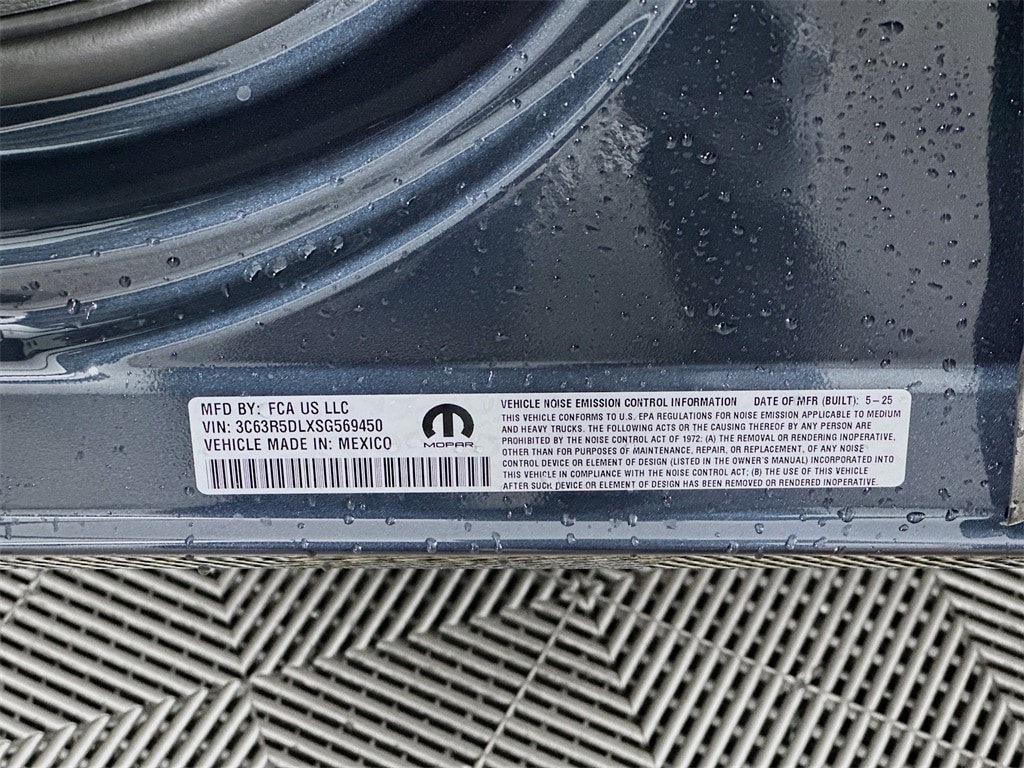 MFD BY: FCA US LLC
VIN: 3C63R5DLXSG569450
VEHICLE MADE IN: MEXICO
MOPAR
VEHICLE NOISE EMISSION CONTROL INFORMATION DATE OF MFR (BUILT): 5-25
THIS VEHICLE CONFORMS TO U.S. EPA REGULATIONS FOR NOISE EMISSION APPLICABLE TO MEDIUM
AND HEAVY TRUCKS. THE FOLLOWING ACTS OR THE CAUSING THEREOF BY ANY PERSON ARE
PROHIBITED BY THE NOISE CONTROL ACT OF 1972: (A) THE REMOVAL OR RENDERING INOPERATIVE,
OTHER THAN FOR PURPOSES OF MAINTENANCE, REPAIR, OR REPLACEMENT, OF ANY NOISE
CONTROL DEVICE OR ELEMENT OF DESIGN (LISTED IN THE OWNER'S MANUAL) INCORPORATED INTO
THIS VEHICLE IN COMPLIANCE WITH THE NOISE CONTROL ACT; (B) THE USE OF THIS VEHICLE
AFTER SUCH DEVICE OR ELEMENT OF DESIGN HAS BEEN REMOVED OR RENDERED INOPERATIVE.